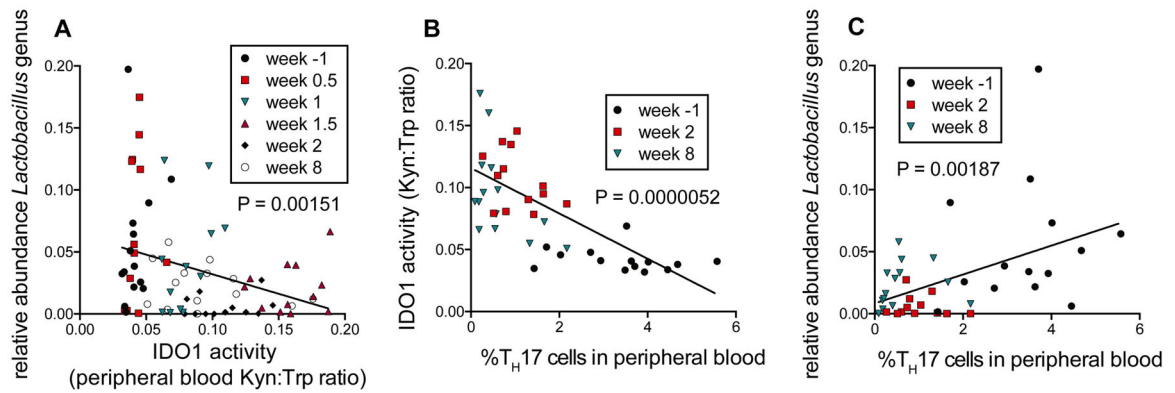 A
relative abundance Lactobacillus genus
0.20
0.15
0.10
0.05
0.00
0.00 0.05 0.10 0.15 0.20
IDO1 activity
(peripheral blood Kyn:Trp ratio)
week -1
week 0.5
week 1
week 1.5
week 2
week 8
P = 0.00151
B
IDO1 activity (Kyn:Trp ratio)
0.20
0.15
0.10
0.05
0.00
0 2 4 6
%TH17 cells in peripheral blood
week -1
week 2
week 8
P = 0.0000052
C
relative abundance Lactobacillus genus
0.20
0.15
0.10
0.05
0.00
0 2 4 6
%TH17 cells in peripheral blood
week -1
week 2
week 8
P = 0.00187